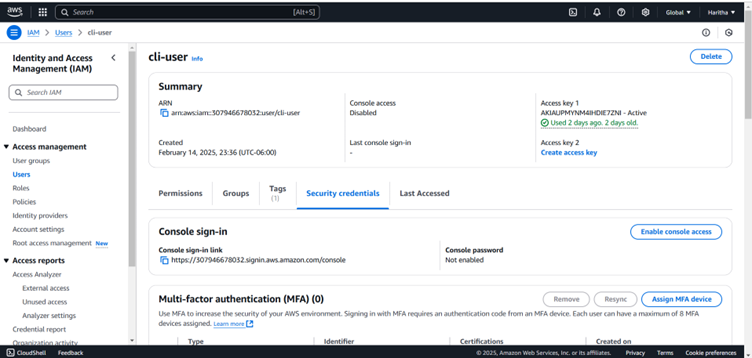 aws
Search
[Alt+S]
Global
Haritha
IAM
Users
cli-user
Identity and Access
Management (IAM)
Search IAM
Dashboard
Access management
User groups
Users
Roles
Policies
Identity providers
Account settings
Root access management New
Access reports
Access Analyzer
External access
Unused access
Analyzer settings
Credential report
Organization activity
cli-user Info
Delete
Summary
ARN
arn:aws:iam::307946678032:user/cli-user
Console access
Disabled
Access key 1
AKIAUPMYNM4IHDIE7ZNI - Active
Used 2 days ago. 2 days old.
Created
February 14, 2025, 23:36 (UTC-06:00)
Last console sign-in
-
Access key 2
Create access key
Permissions
Groups
Tags
(1)
Security credentials
Last Accessed
Console sign-in
Enable console access
Console sign-in link
https://307946678032.signin.aws.amazon.com/console
Console password
Not enabled
Multi-factor authentication (MFA) (0)
Remove
Resync
Assign MFA device
Use MFA to increase the security of your AWS environment. Signing in with MFA requires an authentication code from an MFA device. Each user can have a maximum of 8 MFA
devices assigned. Learn more
Type
Identifier
Certifications
Created on
CloudShell
Feedback
© 2025, Amazon Web Services, Inc. or its affiliates.
Privacy
Terms
Cookie preferences